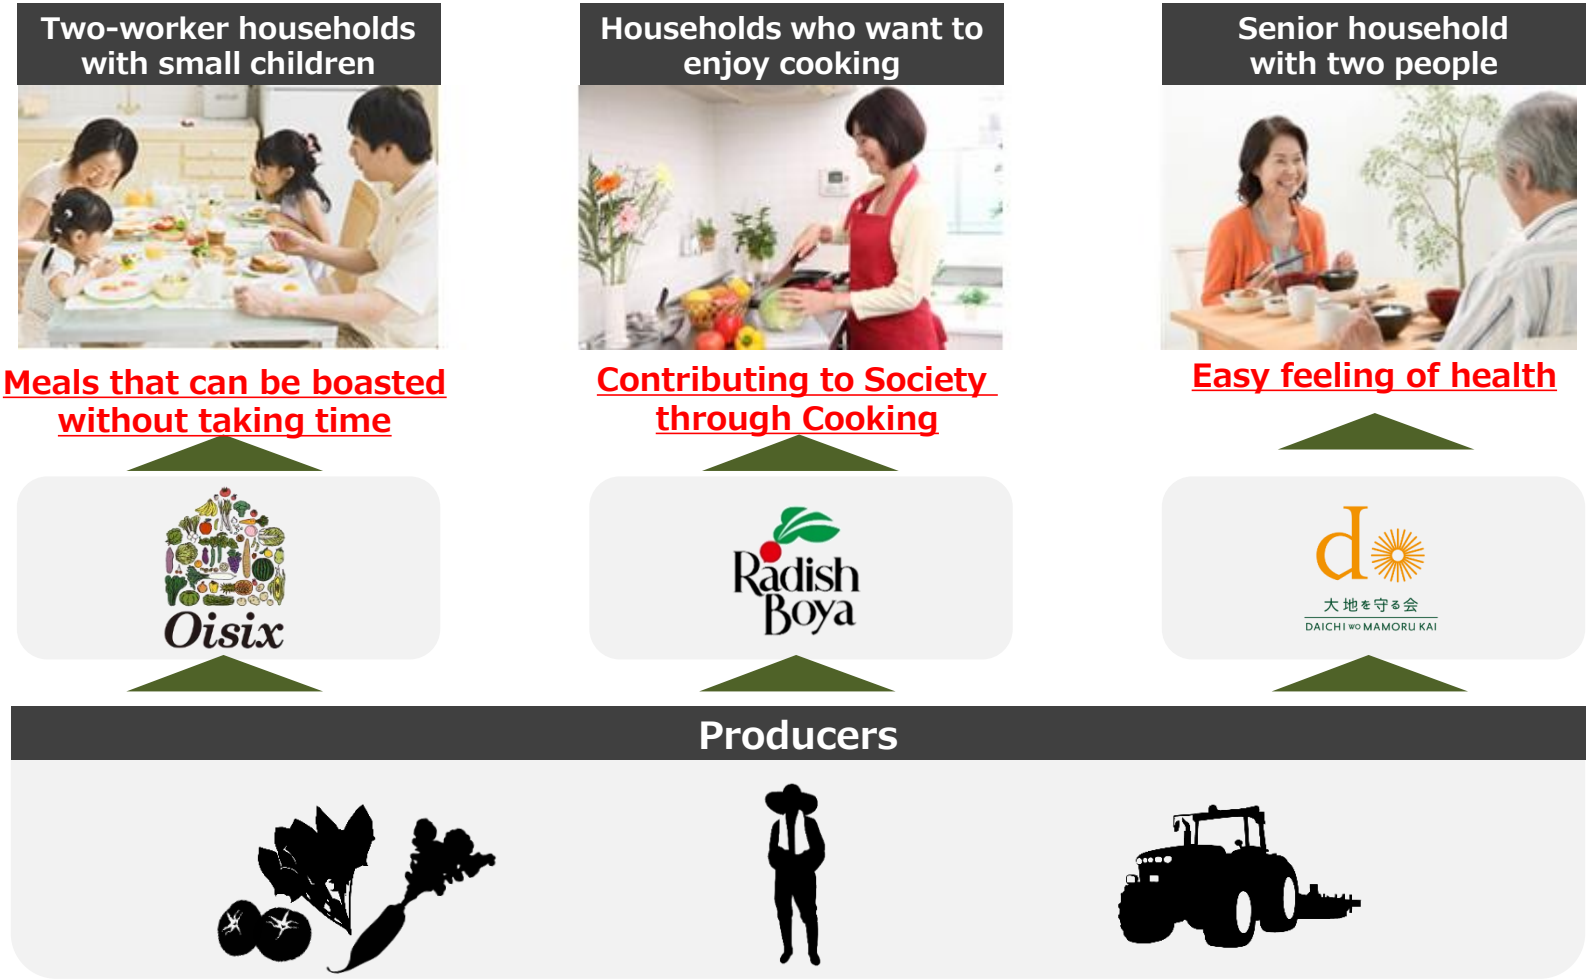 Two-worker households
with small children
Households who want to
enjoy cooking
Senior household
with two people
Meals that can be boasted
without taking time
Contributing to Society
through Cooking
Easy feeling of health
Oisix
Radish
Boya
do
大地を守る会
DAICHI WO MAMORU KAI
Producers